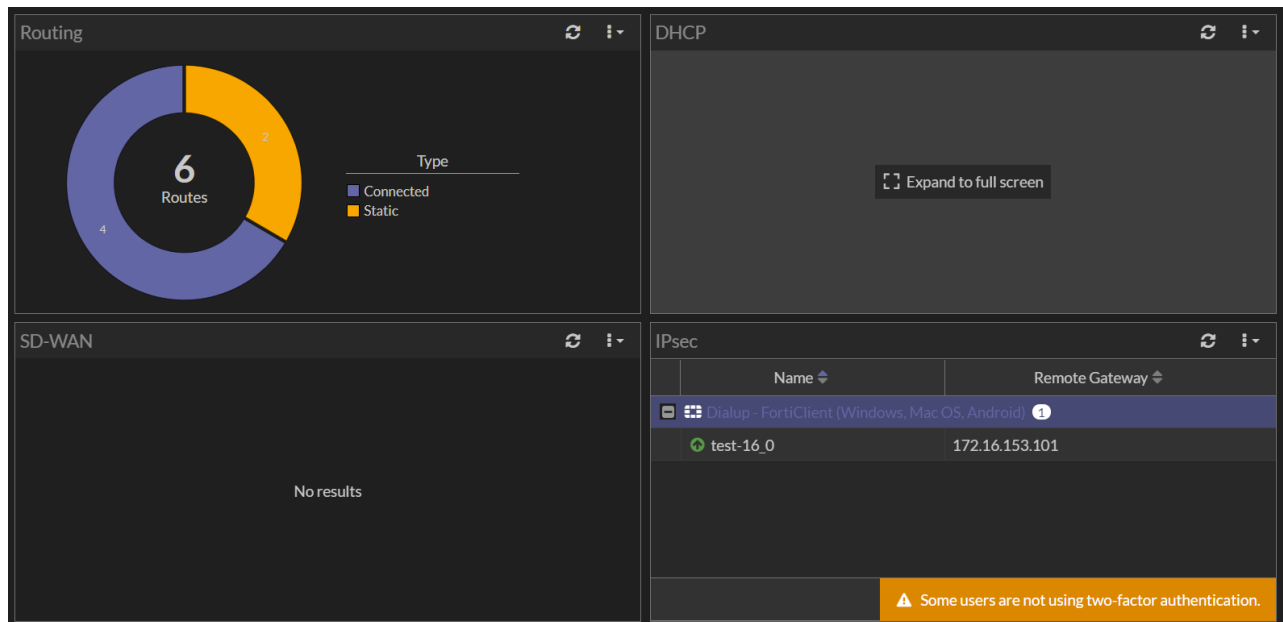 Routing
6
Routes
2
4
Type
Connected
Static
DHCP
Expand to full screen
SD-WAN
No results
IPsec
Name
Remote Gateway
Dialup - FortiClient (Windows, Mac OS, Android) 1
test-16_0 172.16.153.101
Some users are not using two-factor authentication.